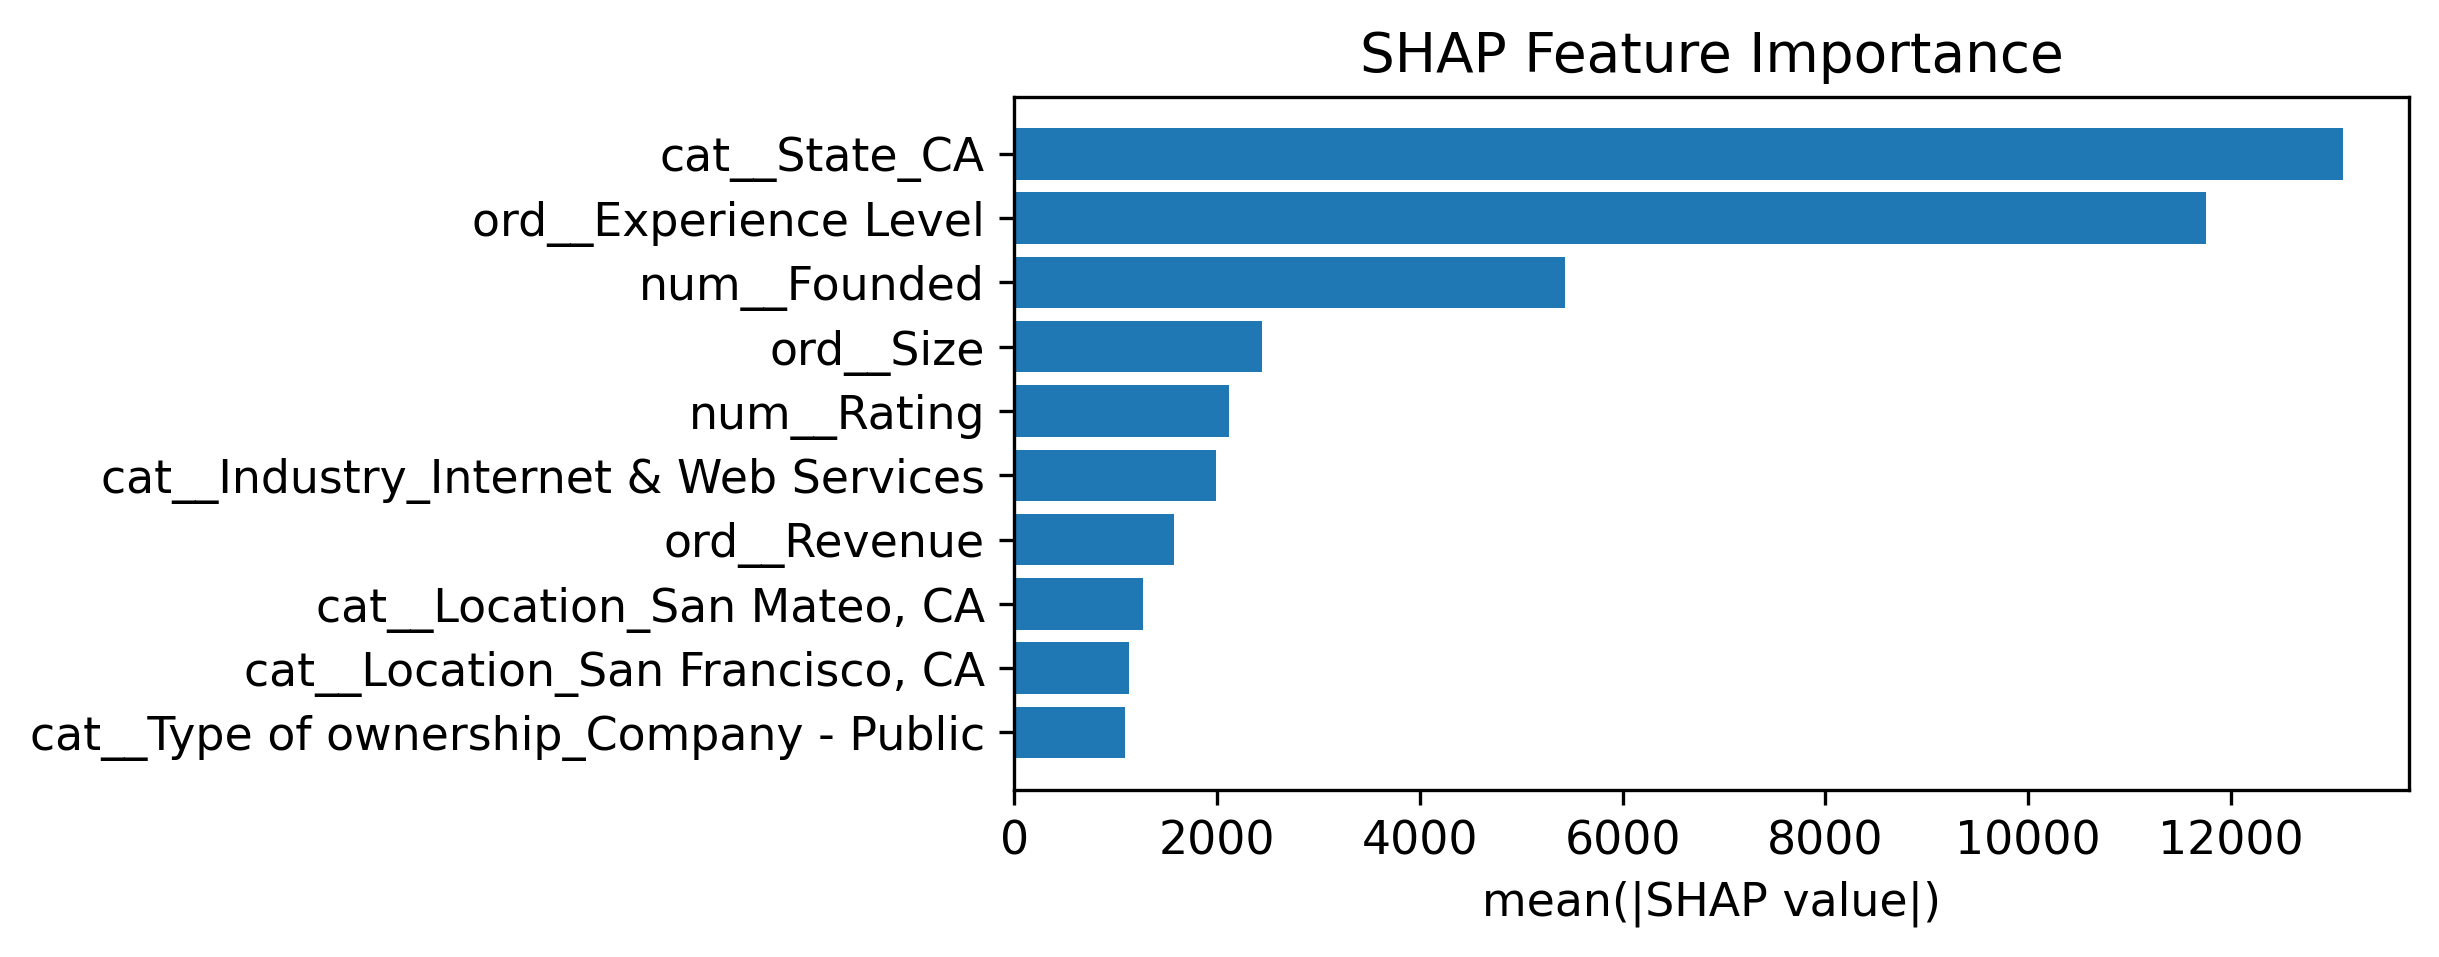 SHAP Feature Importance
cat__State_CA
ord__Experience Level
num__Founded
ord__Size
num__Rating
cat__Industry_Internet & Web Services
ord__Revenue
cat__Location_San Mateo, CA
cat__Location_San Francisco, CA
cat__Type of ownership_Company - Public
0 2000 4000 6000 8000 10000 12000
mean(|SHAP value|)